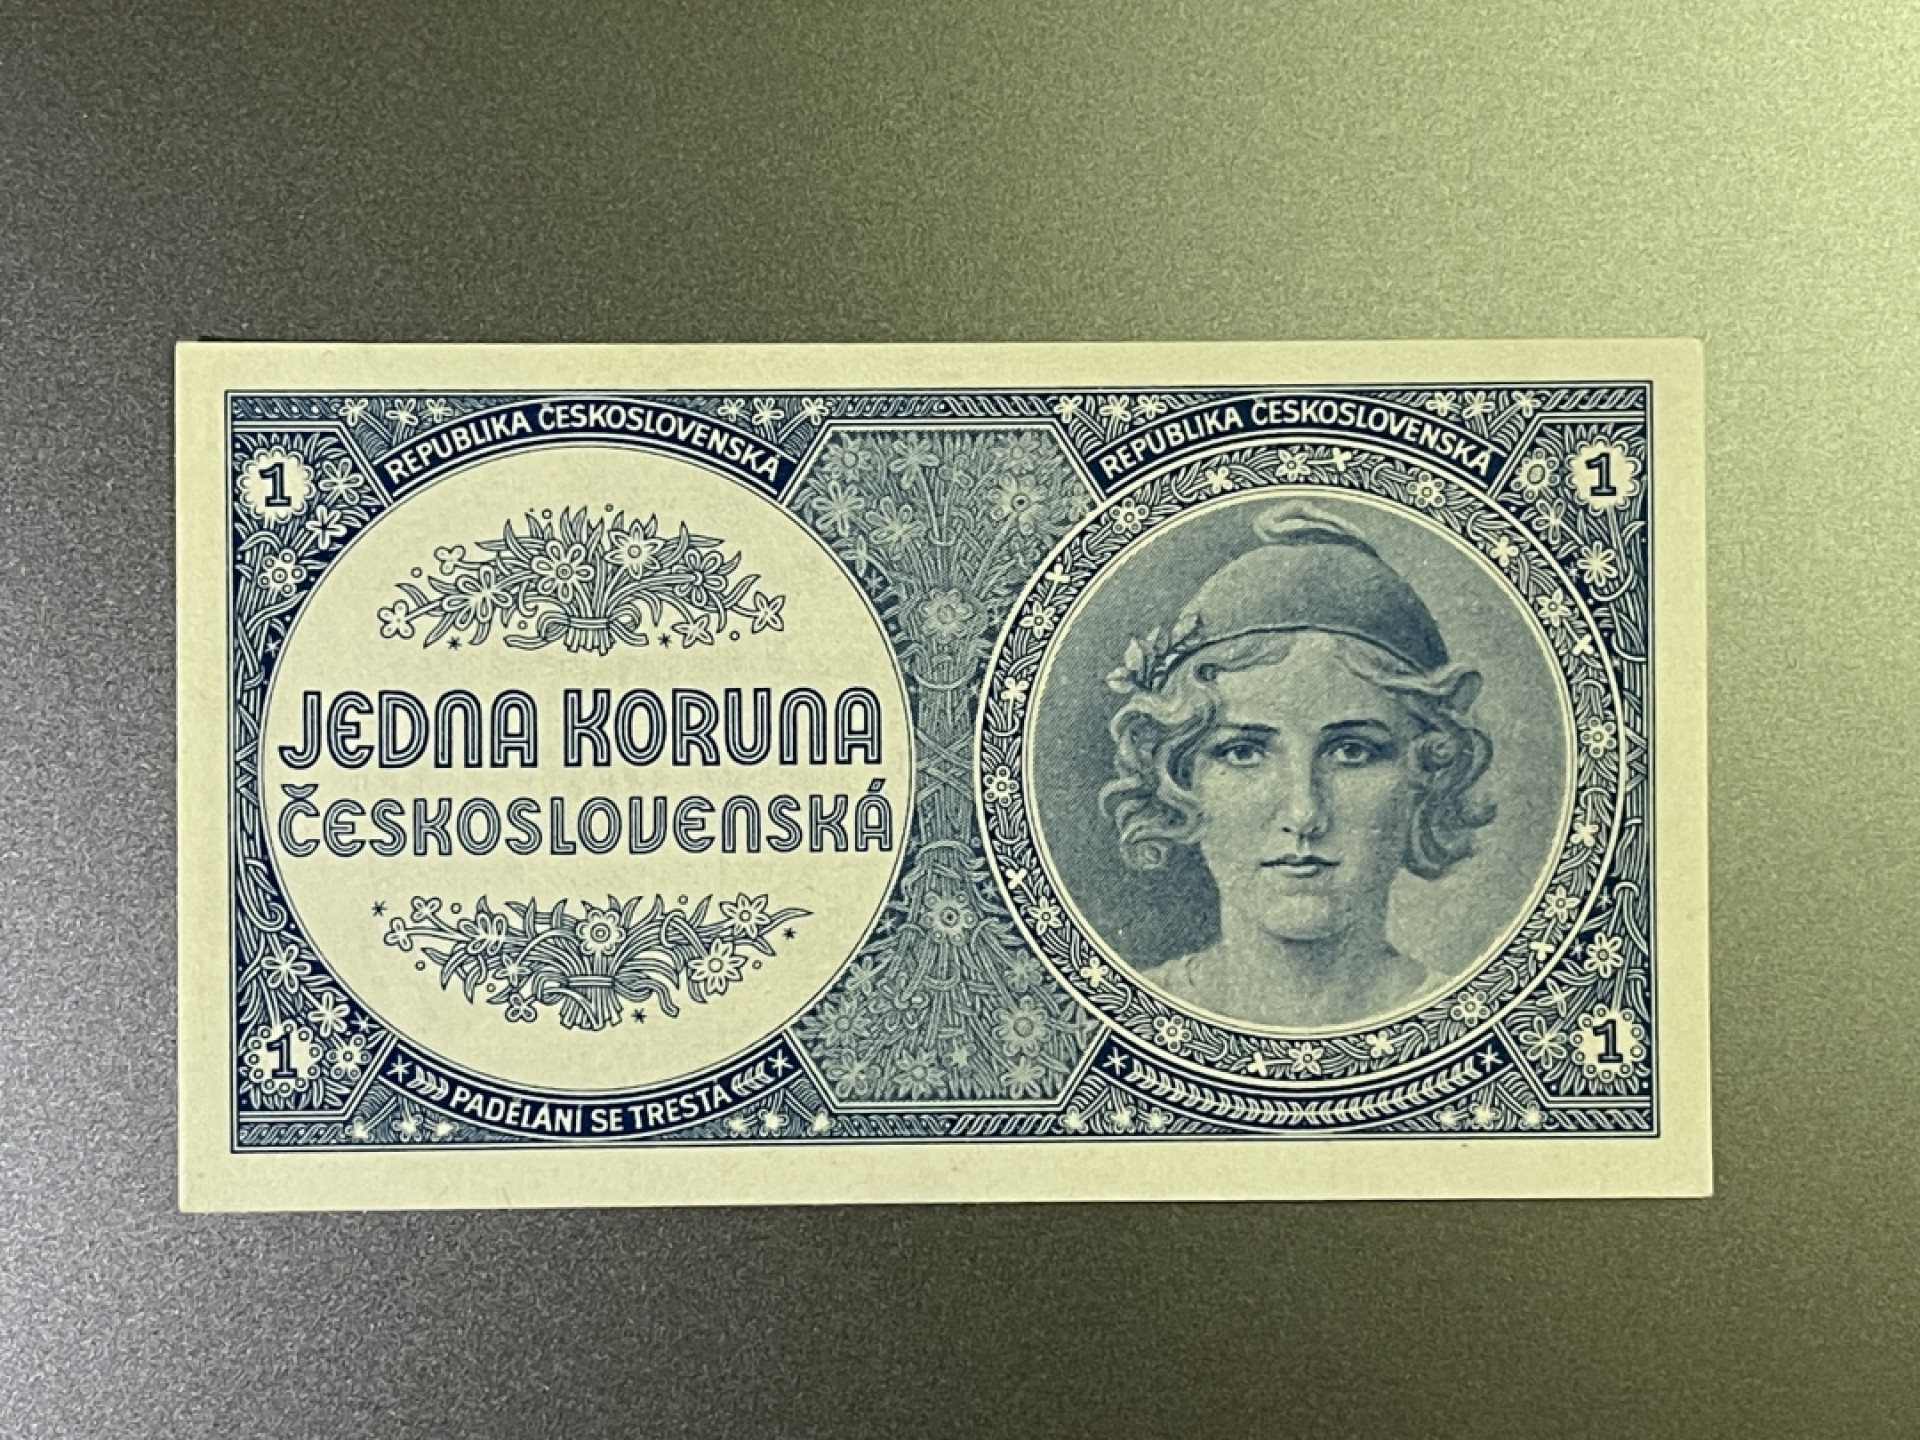 REPUBLIKA ČESKOSLOVENSKÁ
REPUBLIKA ČESKOSLOVENSKÁ
1
1
JEDNA KORUNA
ČESKOSLOVENSKÁ
1
1
PADĚLÁNÍ SE TRESTÁ